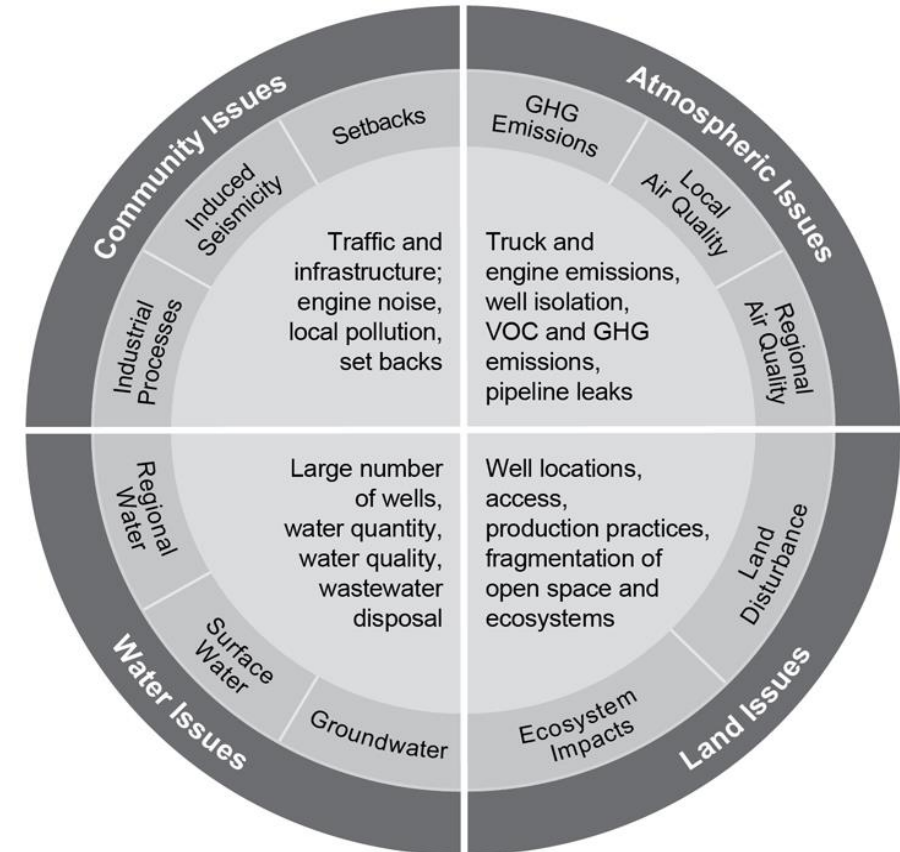 Community Issues
Setbacks
Induced
Seismicity
Industrial
Processes
Traffic and
infrastructure;
engine noise,
local pollution,
set backs
Atmospheric Issues
GHG
Emissions
Local
Air Quality
Regional
Air Quality
Truck and
engine emissions,
well isolation,
VOC and GHG
emissions,
pipeline leaks
Water Issues
Regional
Water
Surface
Water
Groundwater
Large number
of wells,
water quantity,
water quality,
wastewater
disposal
Land Issues
Land
Disturbance
Ecosystem
Impacts
Well locations,
access,
production practices,
fragmentation of
open space and
ecosystems